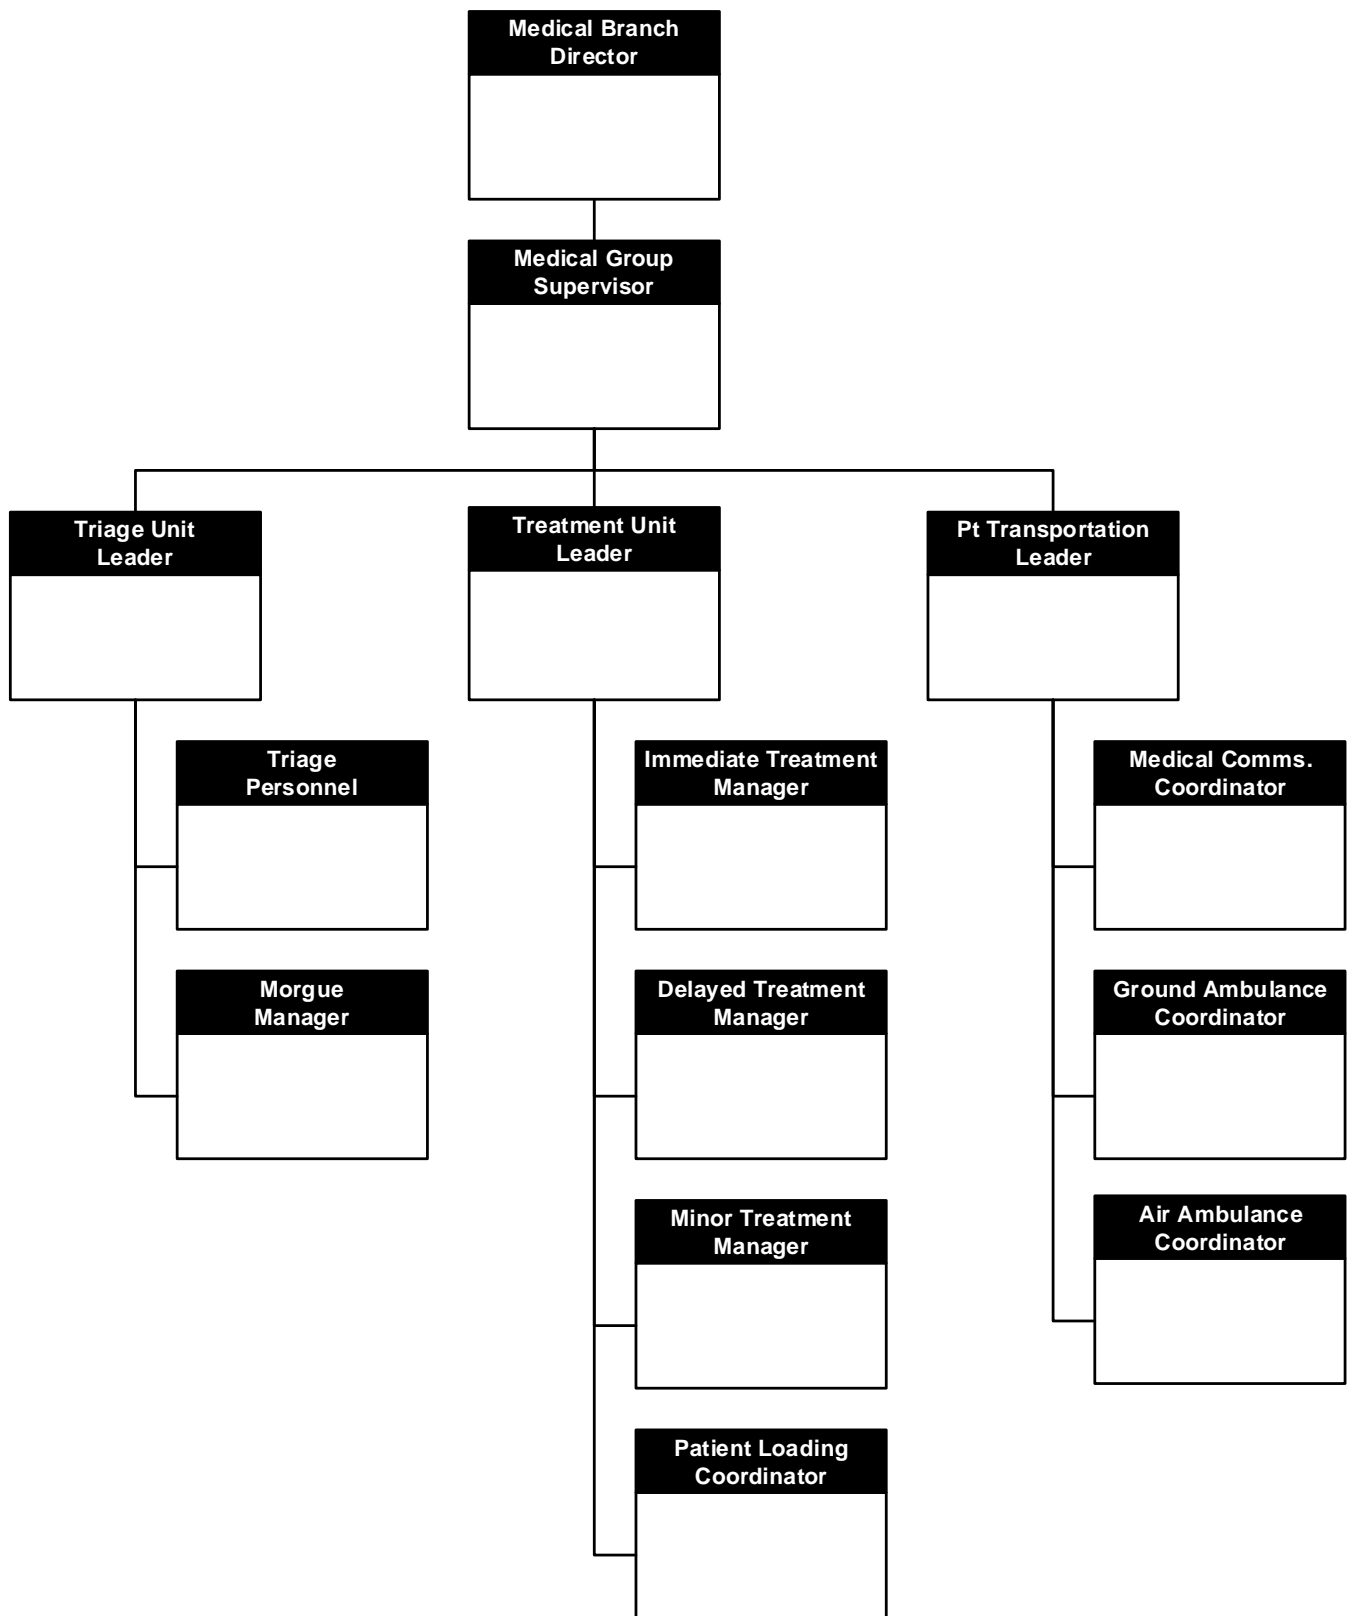 Medical Branch
Director
Medical Group
Supervisor
Triage Unit
Leader
Treatment Unit
Leader
Pt Transportation
Leader
Triage
Personnel
Immediate Treatment
Manager
Medical Comms.
Coordinator
Morgue
Manager
Delayed Treatment
Manager
Ground Ambulance
Coordinator
Minor Treatment
Manager
Air Ambulance
Coordinator
Patient Loading
Coordinator